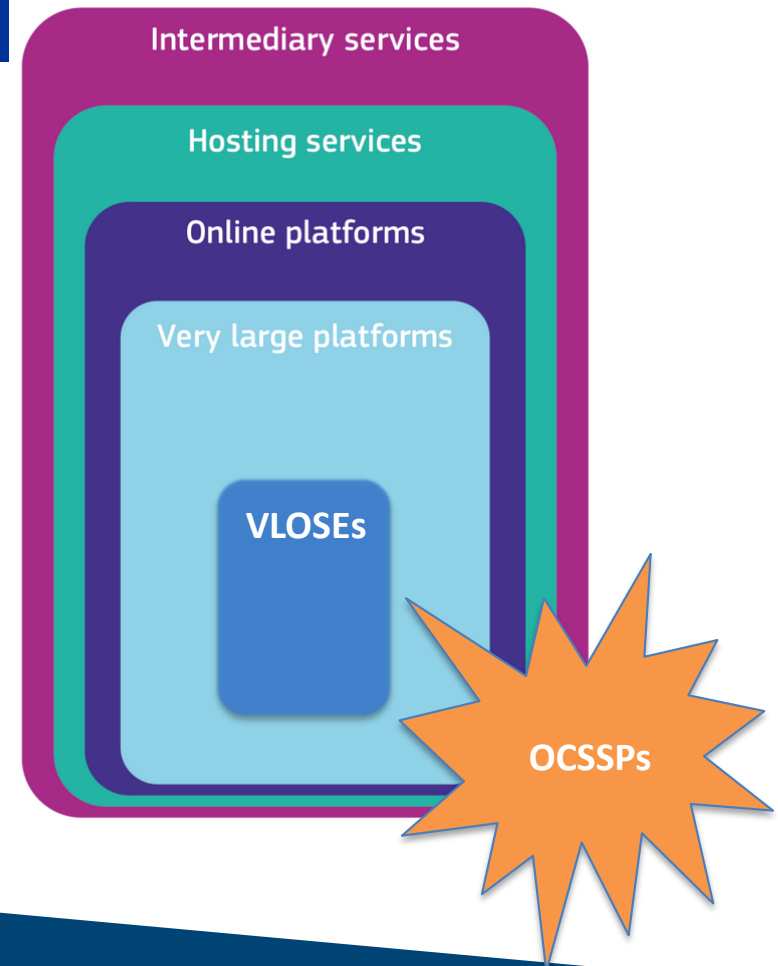 Intermediary services
Hosting services
Online platforms
Very large platforms
VLOSEs
OCSSPs